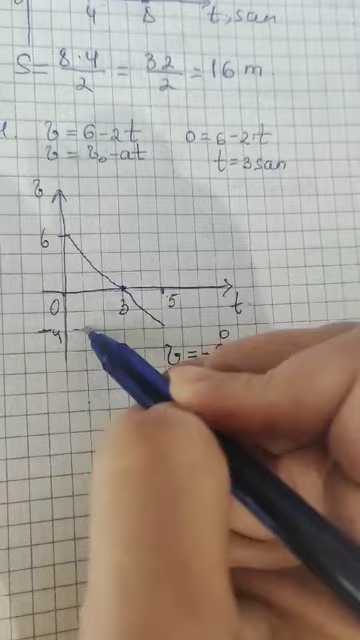 4 8 t, san
S = 8·4/2 = 32/2 = 16 m.
v = 6 - 2t 0 = 6 - 2t
v = v₀ - at t = 3 san
v
6
0 3 5 t
-4
v = -